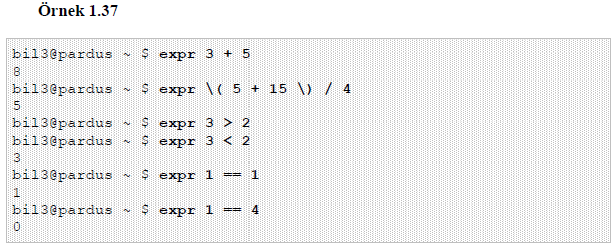 Örnek 1.37
bil3@pardus ~ $ expr 3 + 5
8
bil3@pardus ~ $ expr \( 5 + 15 \) / 4
5
bil3@pardus ~ $ expr 3 > 2
bil3@pardus ~ $ expr 3 < 2
3
bil3@pardus ~ $ expr 1 == 1
1
bil3@pardus ~ $ expr 1 == 4
0